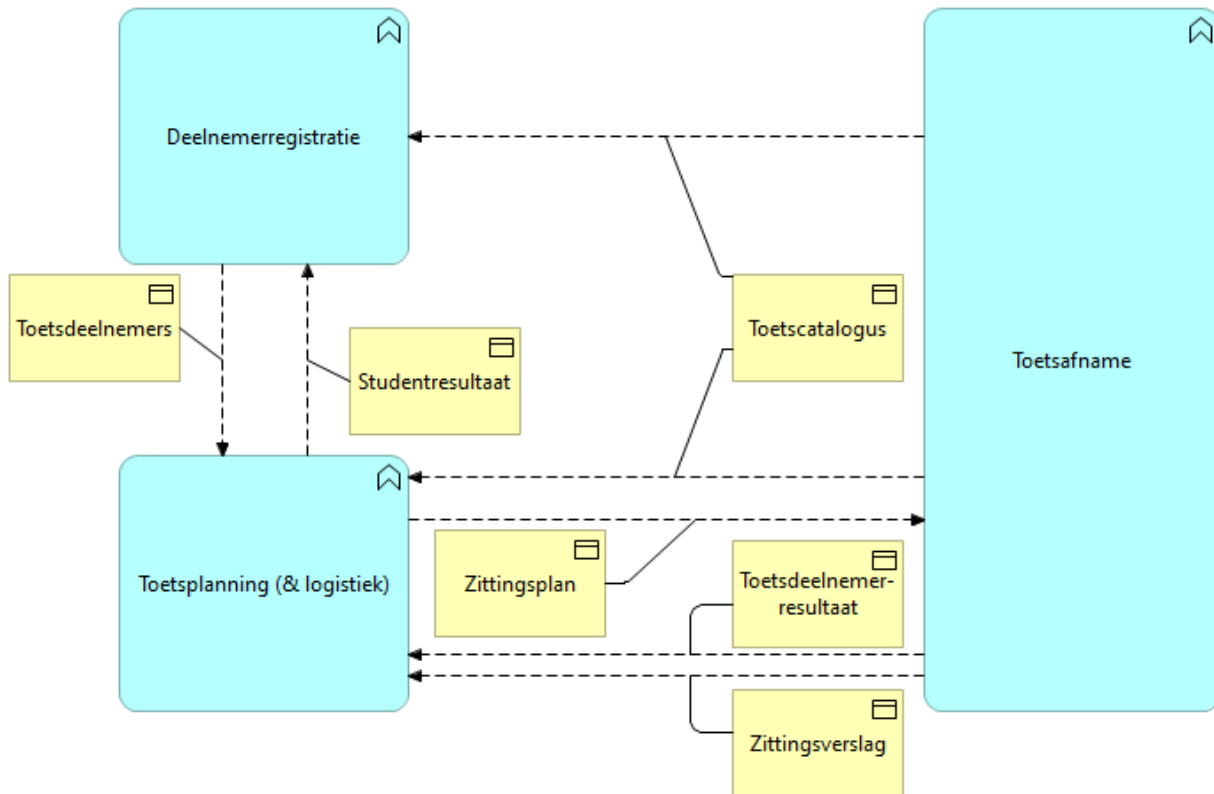 Deelnemerregistratie
Toetsdeelnemers
Studentresultaat
Toetscatalogus
Toetsafname
Toetsplanning (& logistiek)
Zittingsplan
Toetsdeelnemer-
resultaat
Zittingsverslag